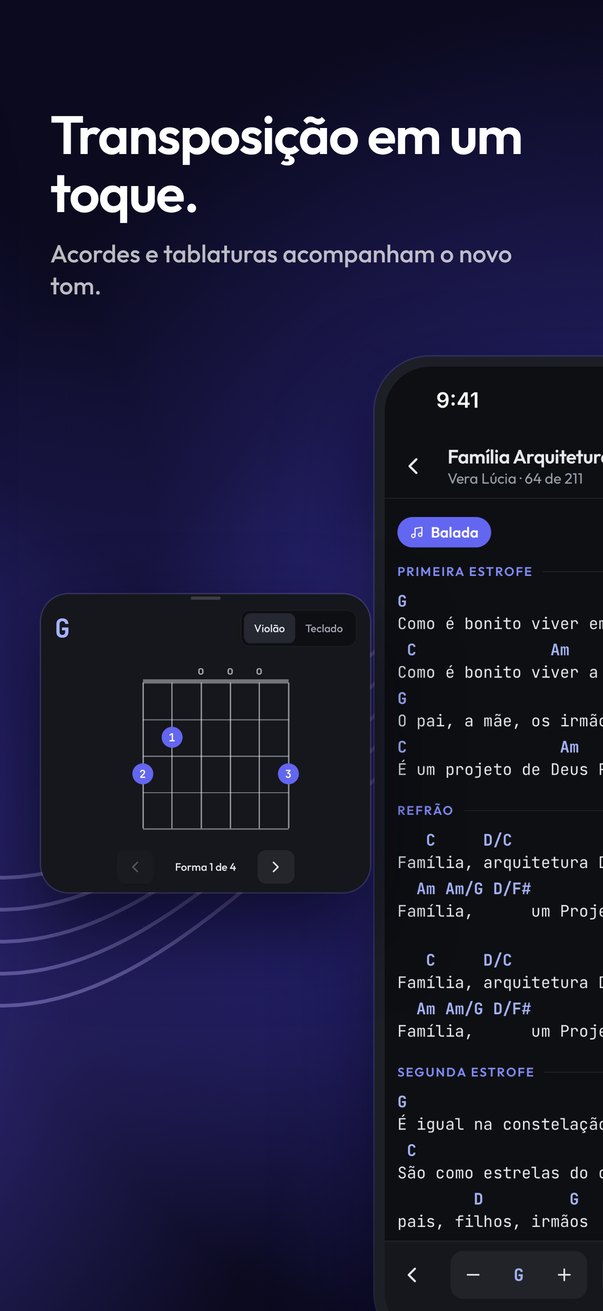 Transposição em um
toque.
Acordes e tablaturas acompanham o novo
tom.
9:41
Família Arquitetura
Vera Lúcia · 64 de 211
Balada
PRIMEIRA ESTROFE
G
Como é bonito viver em
C Am
Como é bonito viver a
G
O pai, a mãe, os irmão
C Am
É um projeto de Deus
REFRÃO
C D/C
Família, arquitetura
Am Am/G D/F#
Família, um Proje
C D/C
Família, arquitetura
Am Am/G D/F#
Família, um Proje
SEGUNDA ESTROFE
G
É igual na constelação
C
São como estrelas do
D G
pais, filhos, irmãos
G
G
Violão Teclado
o o o
1
2 3
Forma 1 de 4